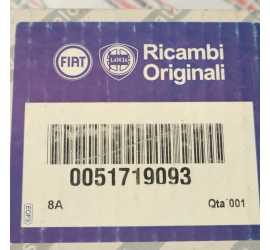 FIAT
LANCIA
Ricambi
Originali
0051719093
8A
Qta 001